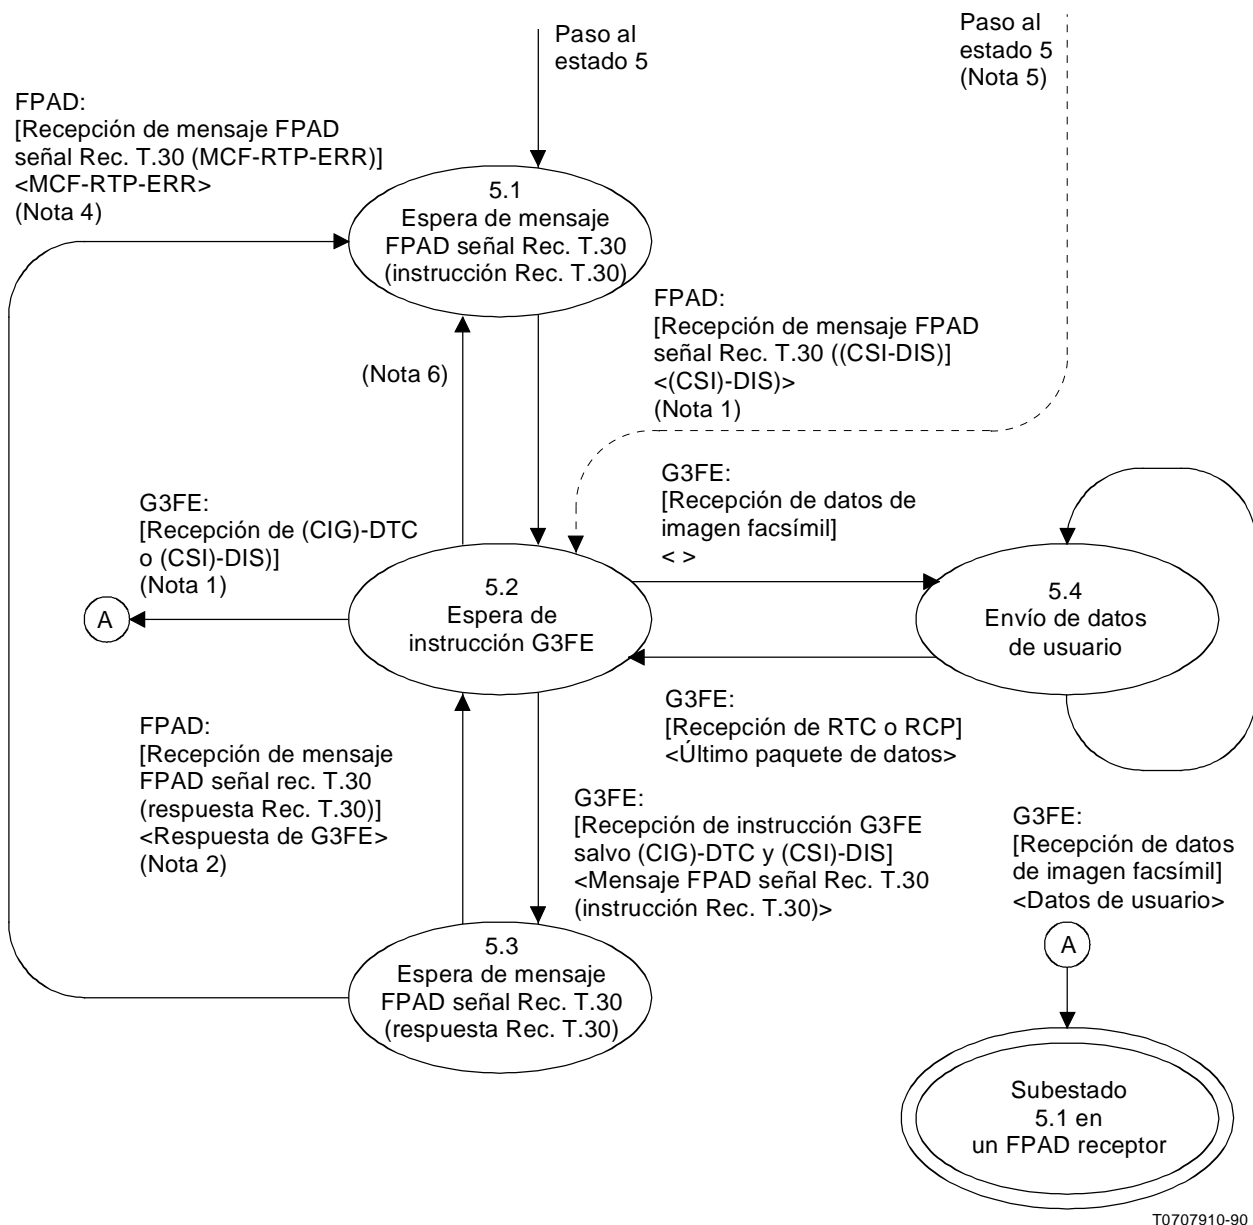 Paso al
estado 5
Paso al
estado 5
(Nota 5)
FPAD:
[Recepción de mensaje FPAD
señal Rec. T.30 (MCF-RTP-ERR)]
<MCF-RTP-ERR>
(Nota 4)
5.1
Espera de mensaje
FPAD señal Rec. T.30
(instrucción Rec. T.30)
FPAD:
[Recepción de mensaje FPAD
señal Rec. T.30 ((CSI-DIS)]
<(CSI)-DIS)>
(Nota 1)
(Nota 6)
G3FE:
[Recepción de datos de
imagen facsímil]
< >
G3FE:
[Recepción de (CIG)-DTC
o (CSI)-DIS)]
(Nota 1)
A
5.2
Espera de
instrucción G3FE
5.4
Envío de datos
de usuario
G3FE:
[Recepción de RTC o RCP]
<Último paquete de datos>
FPAD:
[Recepción de mensaje
FPAD señal rec. T.30
(respuesta Rec. T.30)]
<Respuesta de G3FE>
(Nota 2)
G3FE:
[Recepción de instrucción G3FE
salvo (CIG)-DTC y (CSI)-DIS]
<Mensaje FPAD señal Rec. T.30
(instrucción Rec. T.30)>
G3FE:
[Recepción de datos
de imagen facsímil]
<Datos de usuario>
A
5.3
Espera de mensaje
FPAD señal Rec. T.30
(respuesta Rec. T.30)
Subestado
5.1 en
un FPAD receptor
T0707910-90